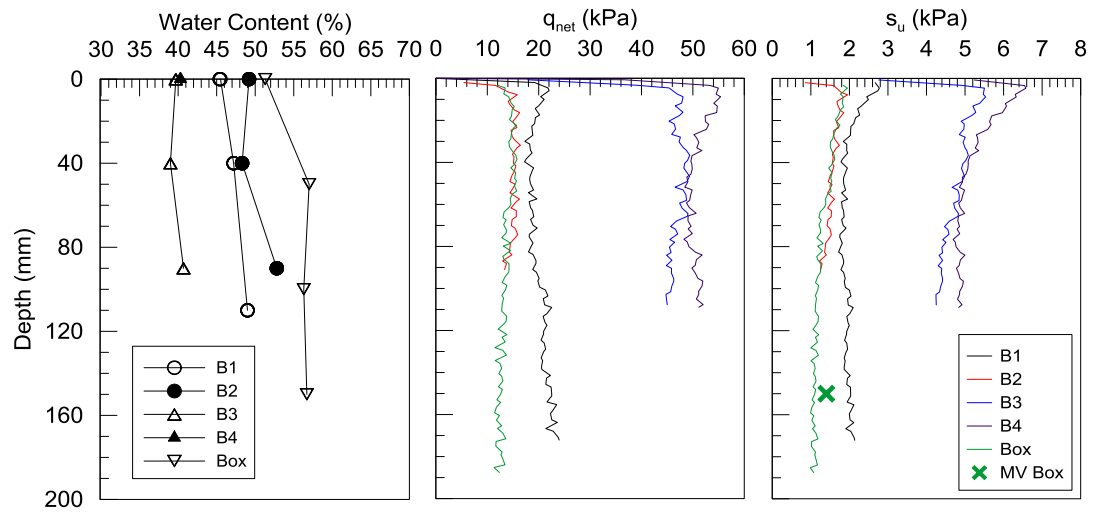 Water Content (%)
q_net (kPa)
s_u (kPa)
30 35 40 45 50 55 60 65 70
0 10 20 30 40 50 60
0 1 2 3 4 5 6 7 8
Depth (mm)
0
40
80
120
160
200
B1
B2
B3
B4
Box
B1
B2
B3
B4
Box
MV Box